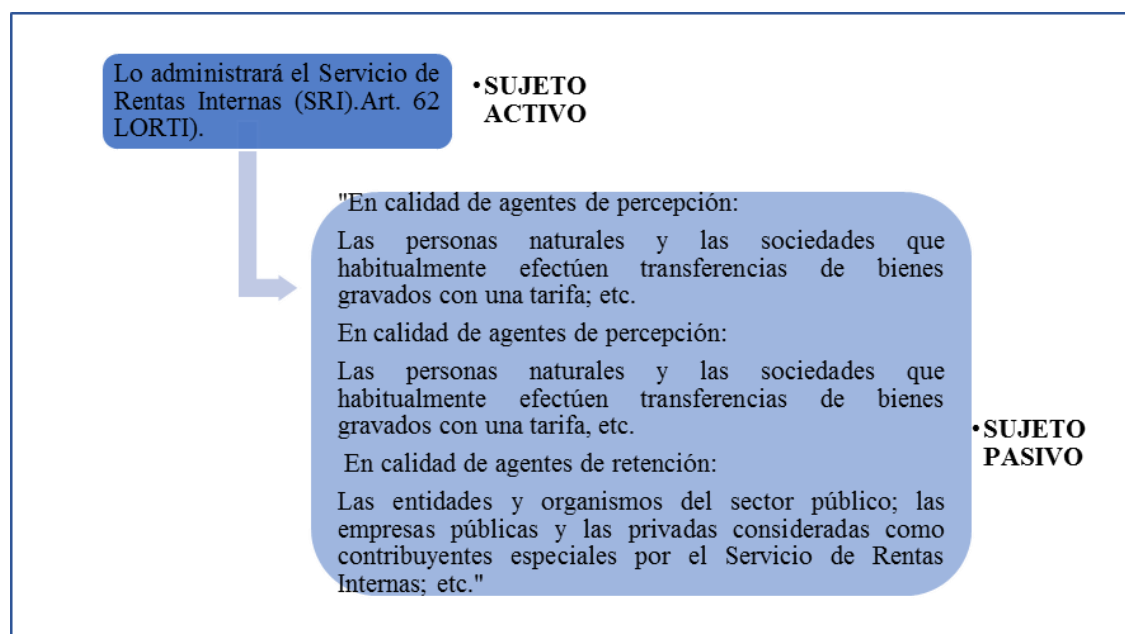 Lo administrará el Servicio de
Rentas Internas (SRI).Art. 62
LORTI).
•SUJETO
ACTIVO
"En calidad de agentes de percepción:
Las personas naturales y las sociedades que
habitualmente efectúen transferencias de bienes
gravados con una tarifa; etc.
En calidad de agentes de percepción:
Las personas naturales y las sociedades que
habitualmente efectúen transferencias de bienes
gravados con una tarifa, etc.
En calidad de agentes de retención:
Las entidades y organismos del sector público; las
empresas públicas y las privadas consideradas como
contribuyentes especiales por el Servicio de Rentas
Internas; etc."
•SUJETO
PASIVO